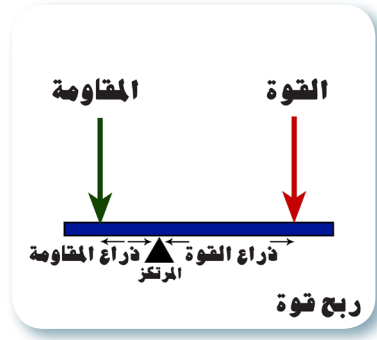 القوة
المقاومة
ذراع القوة
ذراع المقاومة
المرتكز
ربح قوة